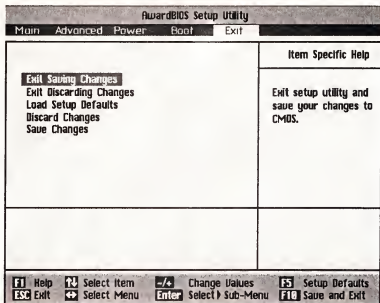 AwardBIOS Setup Utility
Main Advanced Power Boot Exit
Item Specific Help
Exit Saving Changes
Exit Discarding Changes
Load Setup Defaults
Discard Changes
Save Changes
Exit setup utility and
save your changes to
CMOS.
F1 Help ↑↓ Select Item -/+ Change Values F5 Setup Defaults
ESC Exit ↔ Select Menu Enter Select ▶ Sub-Menu F10 Save and Exit